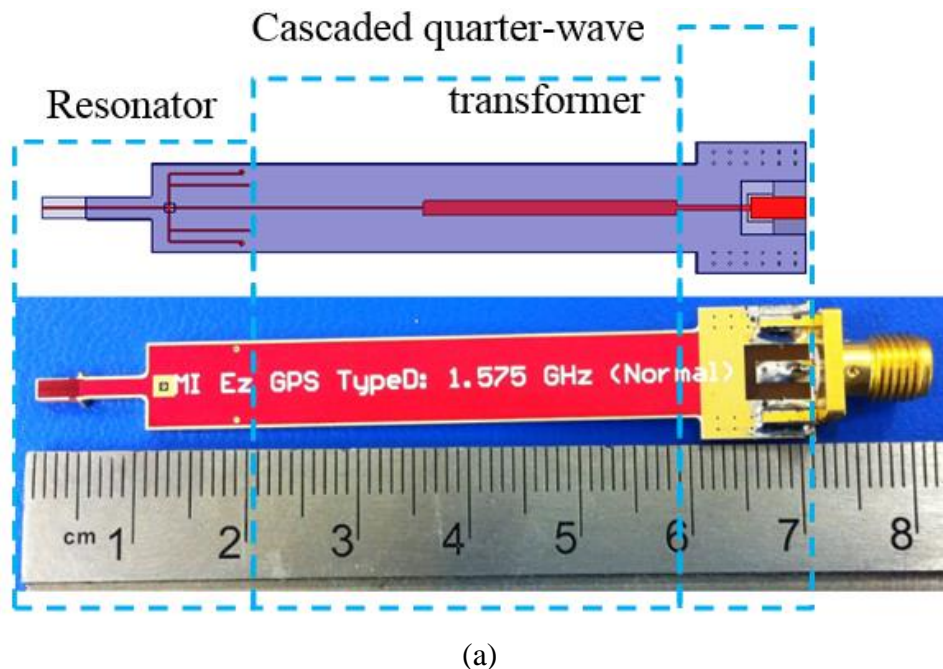 Cascaded quarter-wave
Resonator
transformer
MI Ez GPS TypeD: 1.575 GHz (Normal)
cm 1 2 3 4 5 6 7 8
(a)